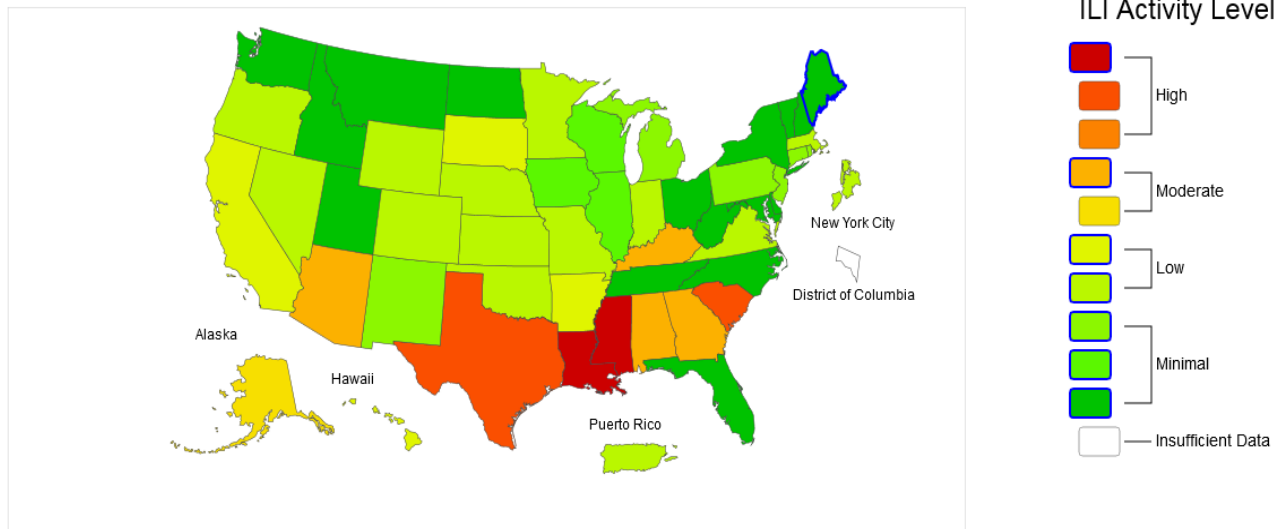 ILI Activity Level
High
Moderate
New York City
Low
District of Columbia
Alaska
Minimal
Hawaii
Puerto Rico
Insufficient Data